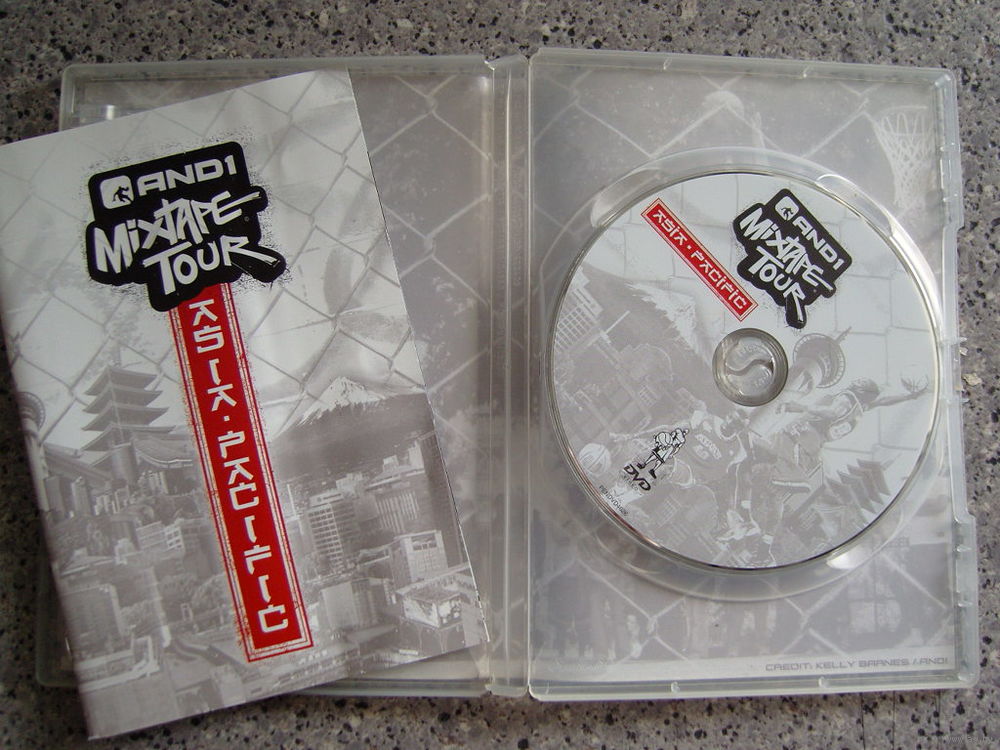 AND1
MiXTAPE
TOUR
ASIA · PACIFIC
AND1
MiXTAPE
TOUR
ASIA · PACIFIC
DVD
CREDIT: KELLY BARNES / AND1